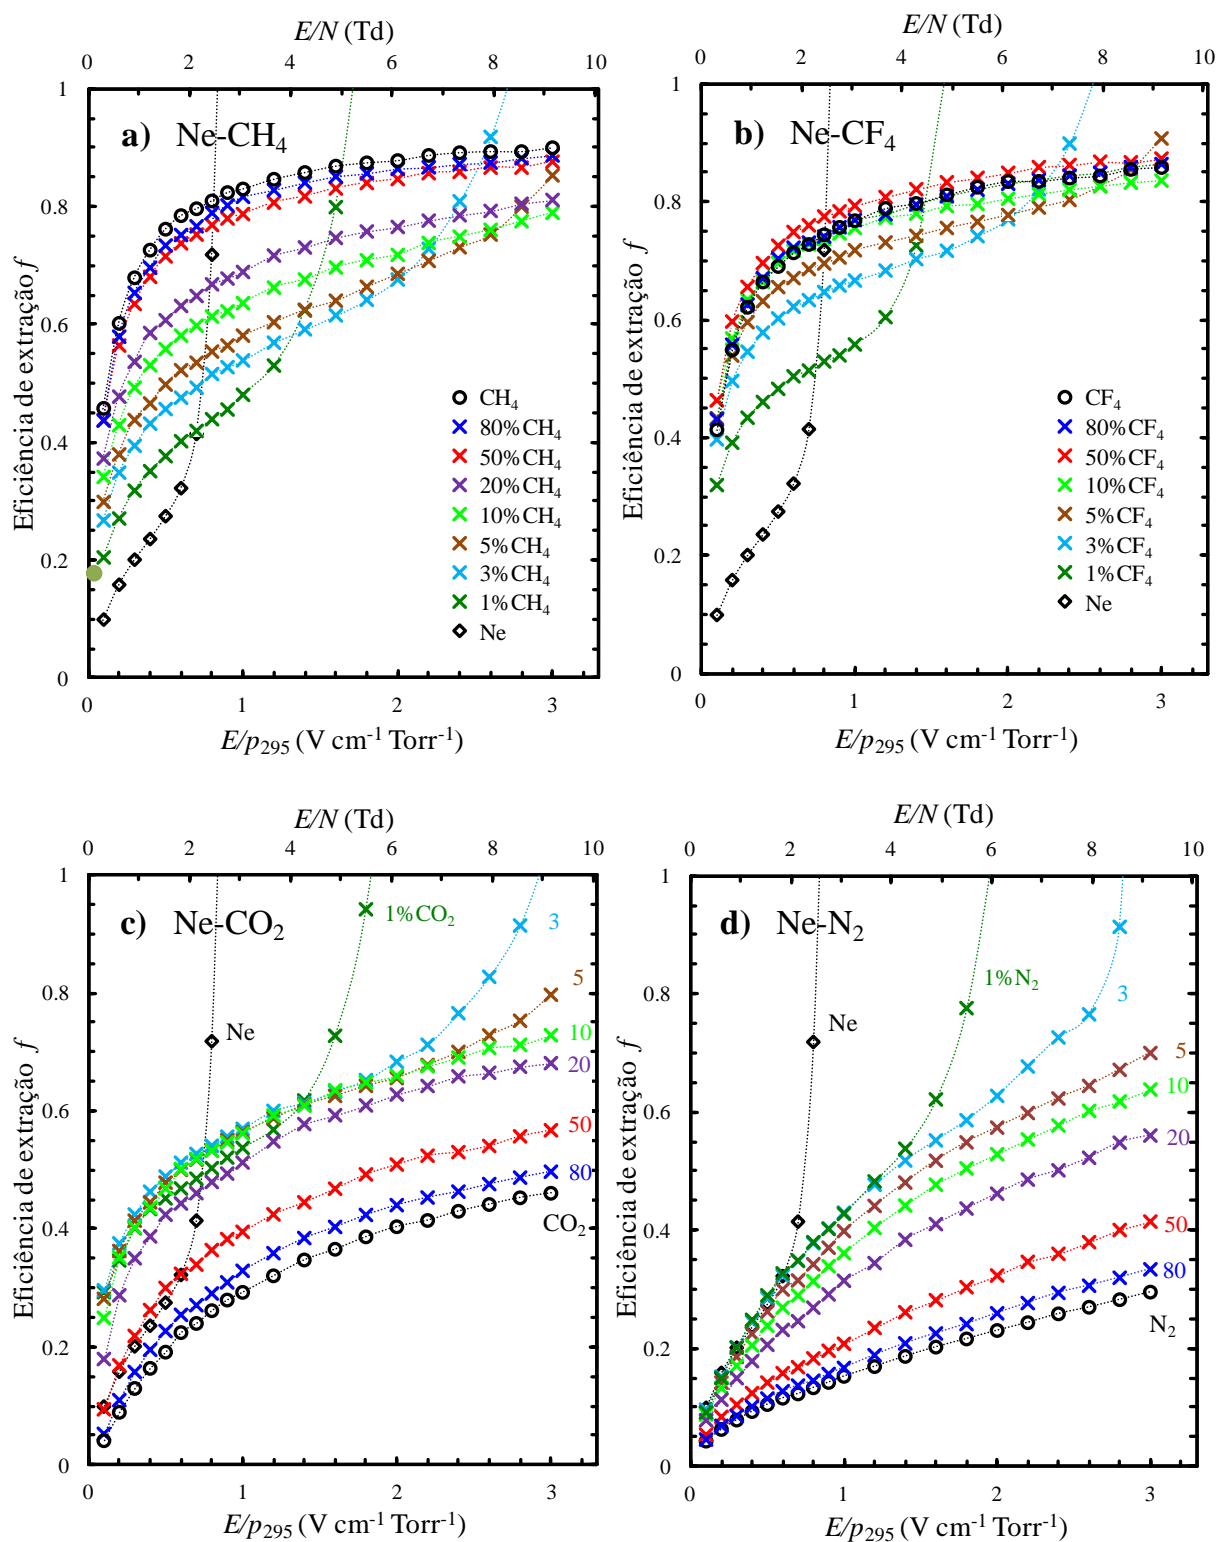 E/N (Td)
0 2 4 6 8 10
a) Ne-CH₄
Eficiência de extração f
1
0.8
0.6
0.4
0.2
0
CH₄
80%CH₄
50%CH₄
20%CH₄
10%CH₄
5%CH₄
3%CH₄
1%CH₄
Ne
0 1 2 3
E/p₂₉₅ (V cm⁻¹ Torr⁻¹)
E/N (Td)
0 2 4 6 8 10
b) Ne-CF₄
Eficiência de extração f
1
0.8
0.6
0.4
0.2
0
CF₄
80%CF₄
50%CF₄
10%CF₄
5%CF₄
3%CF₄
1%CF₄
Ne
0 1 2 3
E/p₂₉₅ (V cm⁻¹ Torr⁻¹)
E/N (Td)
0 2 4 6 8 10
c) Ne-CO₂
Eficiência de extração f
1
0.8
0.6
0.4
0.2
0
1%CO₂
3
5
Ne
10
20
50
80
CO₂
0 1 2 3
E/p₂₉₅ (V cm⁻¹ Torr⁻¹)
E/N (Td)
0 2 4 6 8 10
d) Ne-N₂
Eficiência de extração f
1
0.8
0.6
0.4
0.2
0
1%N₂
3
Ne
5
10
20
50
80
N₂
0 1 2 3
E/p₂₉₅ (V cm⁻¹ Torr⁻¹)